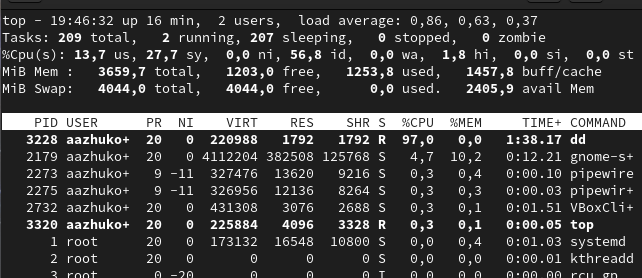 top - 19:46:32 up 16 min,  2 users,  load average: 0,86, 0,63, 0,37
Tasks: 209 total,   2 running, 207 sleeping,   0 stopped,   0 zombie
%Cpu(s): 13,7 us, 27,7 sy,  0,0 ni, 56,8 id,  0,0 wa,  1,8 hi,  0,0 si,  0,0 st
MiB Mem :   3659,7 total,   1203,0 free,   1253,8 used,   1457,8 buff/cache
MiB Swap:   4044,0 total,   4044,0 free,      0,0 used.   2405,9 avail Mem
PID USER      PR  NI    VIRT    RES    SHR S  %CPU  %MEM     TIME+ COMMAND
3228 aazhuko+  20   0  220988   1792   1792 R  97,0   0,0   1:38.17 dd
2179 aazhuko+  20   0 4112204 382508 125768 S   4,7  10,2   0:12.21 gnome-s+
2273 aazhuko+   9 -11  327476  13620   9216 S   0,3   0,4   0:00.10 pipewire
2275 aazhuko+   9 -11  326956  12136   8264 S   0,3   0,3   0:00.03 pipewir+
2732 aazhuko+  20   0  431308   3076   2688 S   0,3   0,1   0:01.51 VBoxCli+
3320 aazhuko+  20   0  225884   4096   3328 R   0,3   0,1   0:00.05 top
1 root      20   0  173132  16548  10800 S   0,0   0,4   0:01.03 systemd
2 root      20   0       0      0      0 S   0,0   0,0   0:00.01 kthreadd
3 root       0 -20       0      0      0 I   0,0   0,0   0:00.00 rcu_gp